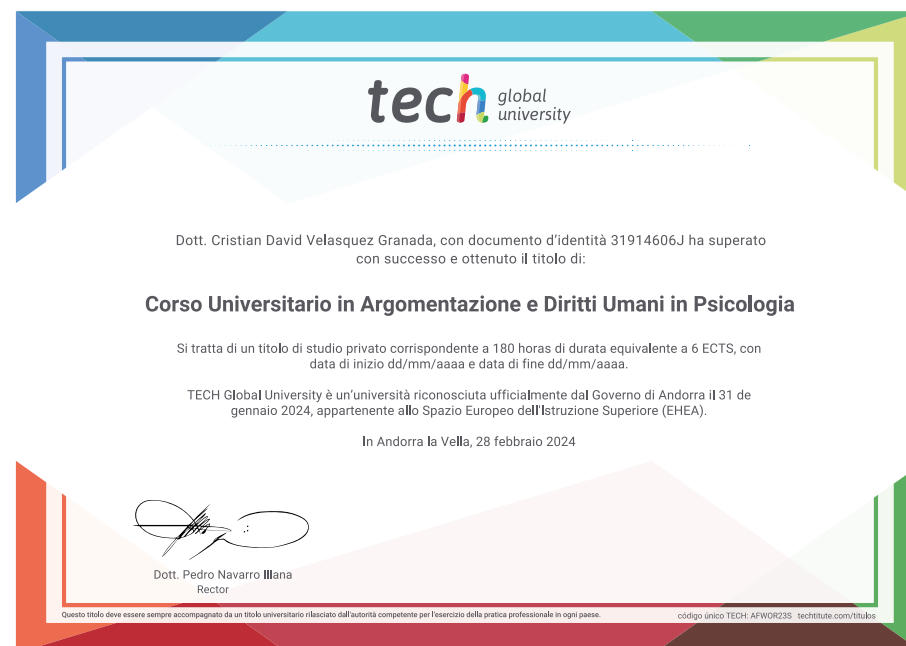 tech global
university
Dott. Cristian David Velasquez Granada, con documento d'identità 31914606J ha superato
con successo e ottenuto il titolo di:
Corso Universitario in Argomentazione e Diritti Umani in Psicologia
Si tratta di un titolo di studio privato corrispondente a 180 horas di durata equivalente a 6 ECTS, con
data di inizio dd/mm/aaaa e data di fine dd/mm/aaaa.
TECH Global University è un'università riconosciuta ufficialmente dal Governo di Andorra il 31 de
gennaio 2024, appartenente allo Spazio Europeo dell'Istruzione Superiore (EHEA).
In Andorra la Vella, 28 febbraio 2024
Dott. Pedro Navarro Illana
Rector
Questo titolo deve essere sempre accompagnato da un titolo universitario rilasciato dall'autorità competente per l'esercizio della pratica professionale in ogni paese.
código único TECH: AFWOR23S techtitute.com/titulos